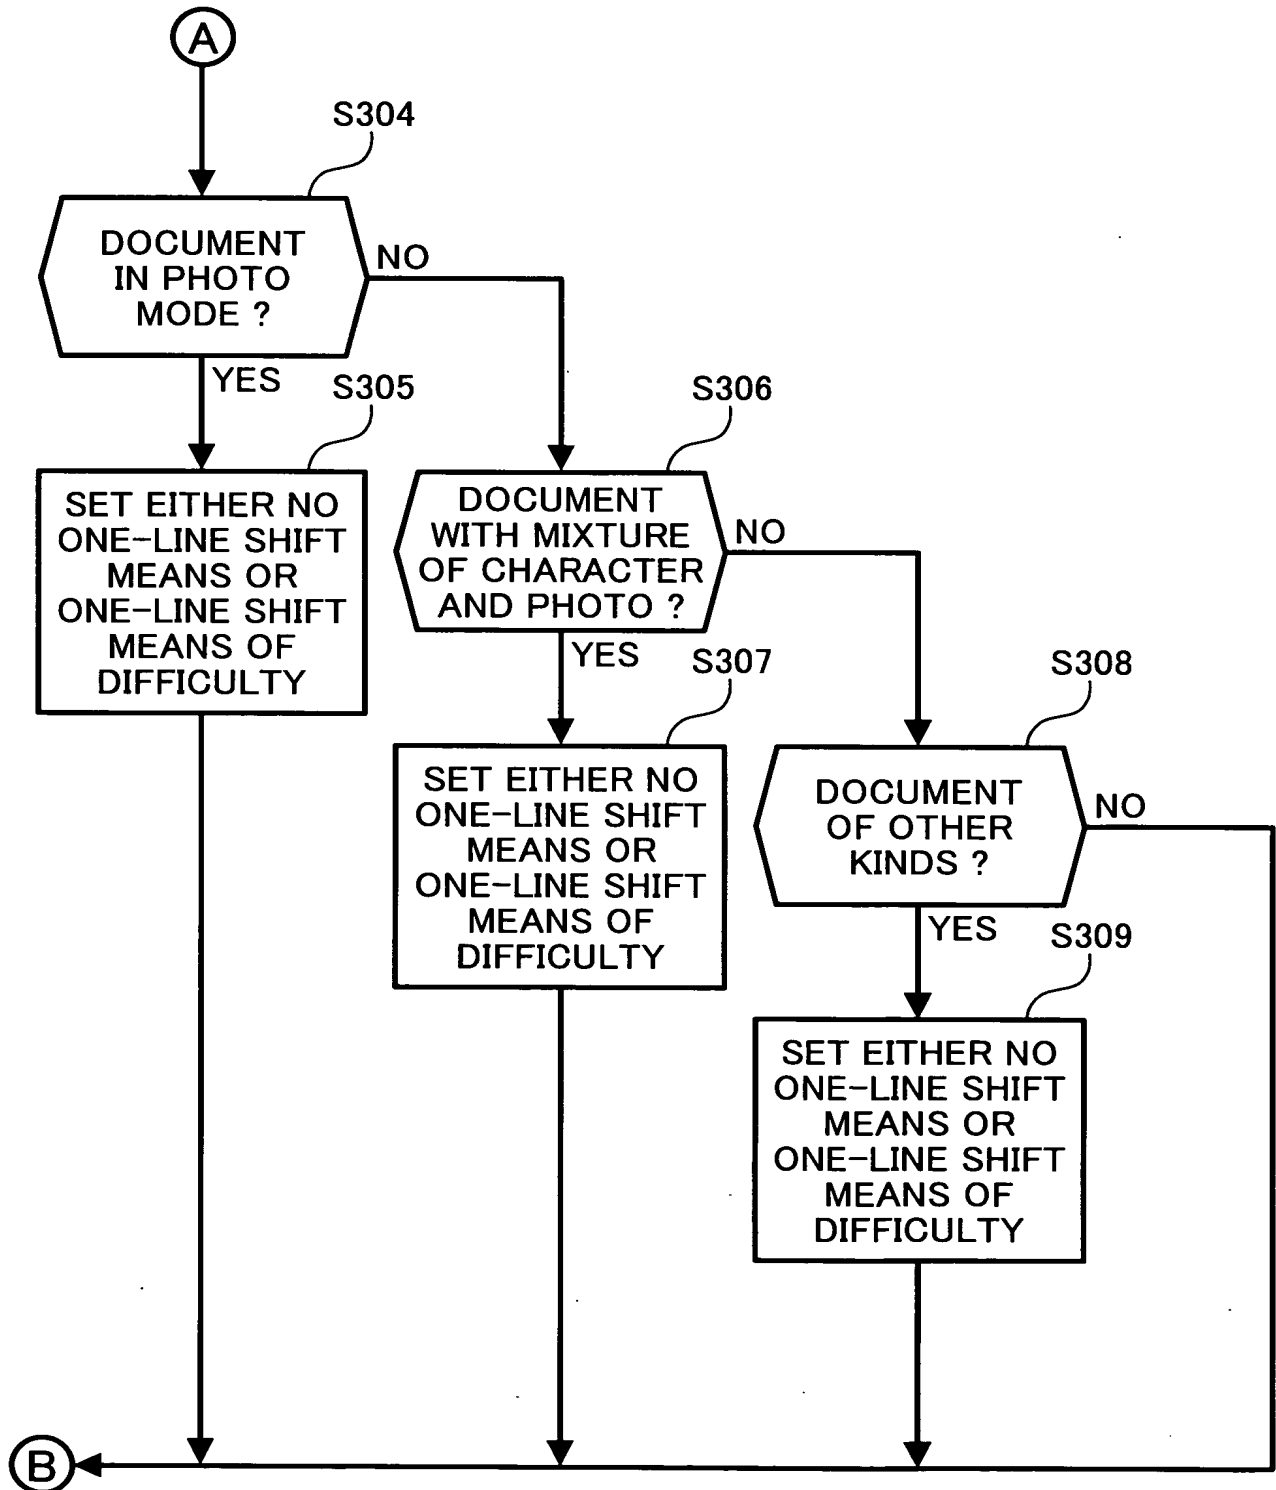 A
S304
DOCUMENT
IN PHOTO
MODE ?
NO
YES
S305
SET EITHER NO
ONE-LINE SHIFT
MEANS OR
ONE-LINE SHIFT
MEANS OF
DIFFICULTY
S306
DOCUMENT
WITH MIXTURE
OF CHARACTER
AND PHOTO ?
NO
YES
S307
SET EITHER NO
ONE-LINE SHIFT
MEANS OR
ONE-LINE SHIFT
MEANS OF
DIFFICULTY
S308
DOCUMENT
OF OTHER
KINDS ?
NO
YES
S309
SET EITHER NO
ONE-LINE SHIFT
MEANS OR
ONE-LINE SHIFT
MEANS OF
DIFFICULTY
B